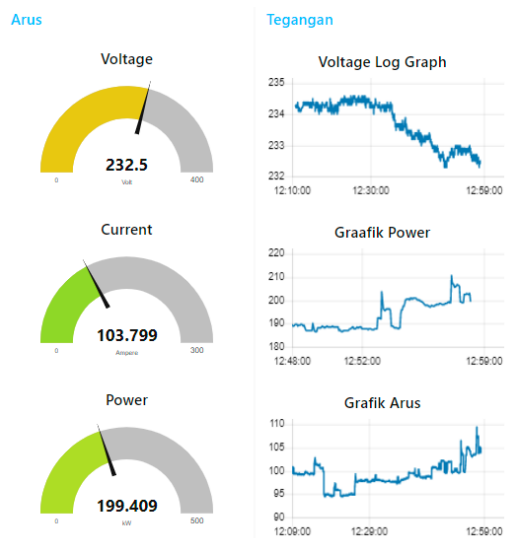 Arus
Voltage
232.5
Volt
0
400
Current
103.799
Ampere
0
300
Power
199.409
kW
0
500
Tegangan
Voltage Log Graph
235
234
233
232
12:10:00
12:30:00
12:59:00
Graafik Power
220
210
200
190
180
12:48:00
12:52:00
12:59:00
Grafik Arus
110
105
100
95
90
12:09:00
12:29:00
12:59:00